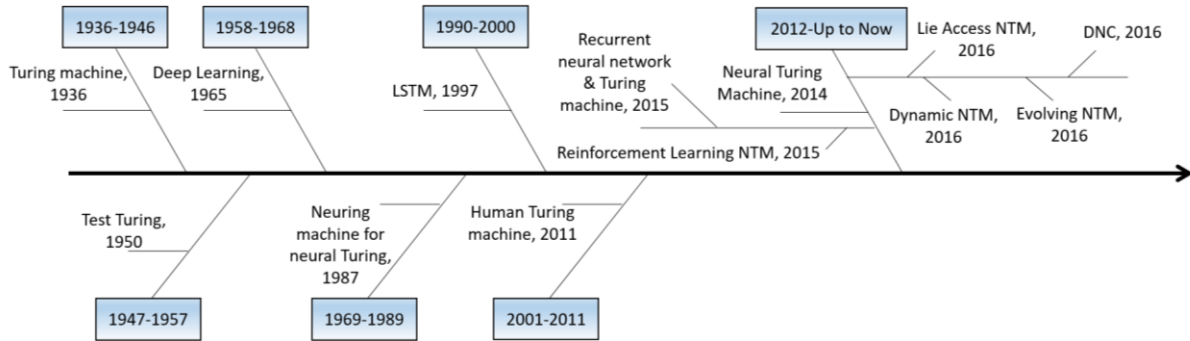 1936-1946
Turing machine,
1936
1958-1968
Deep Learning,
1965
1990-2000
LSTM, 1997
Recurrent
neural network
& Turing
machine, 2015
2012-Up to Now
Neural Turing
Machine, 2014
Reinforcement Learning NTM, 2015
Lie Access NTM,
2016
DNC, 2016
Dynamic NTM,
2016
Evolving NTM,
2016
Test Turing,
1950
1947-1957
Neuring
machine for
neural Turing,
1987
1969-1989
Human Turing
machine, 2011
2001-2011